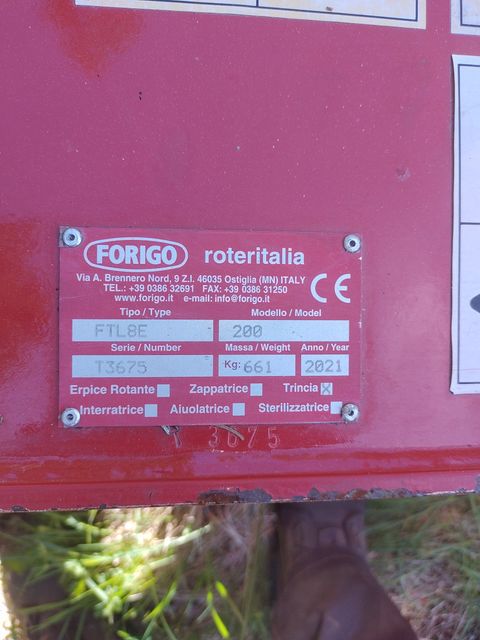 FORIGO roteritalia
Via A. Brennero Nord, 9 Z.I. 46035 Ostiglia (MN) ITALY
TEL.: +39 0386 32691 FAX: +39 0386 31250
www.forigo.it e-mail: info@forigo.it
CE
Tipo / Type Modello / Model
FTL8E 200
Serie / Number Massa / Weight Anno / Year
T3675 Kg: 661 2021
Erpice Rotante Zappatrice Trincia X
Interratrice Aiuolatrice Sterilizzatrice
T 3675